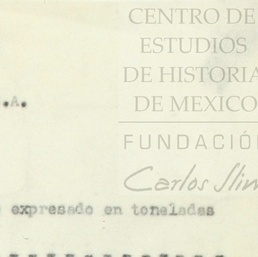 CENTRO DE
ESTUDIOS
DE HISTORIA
DE MEXICO
FUNDACIÓN
Carlos Slim
.A.
expresado en toneladas